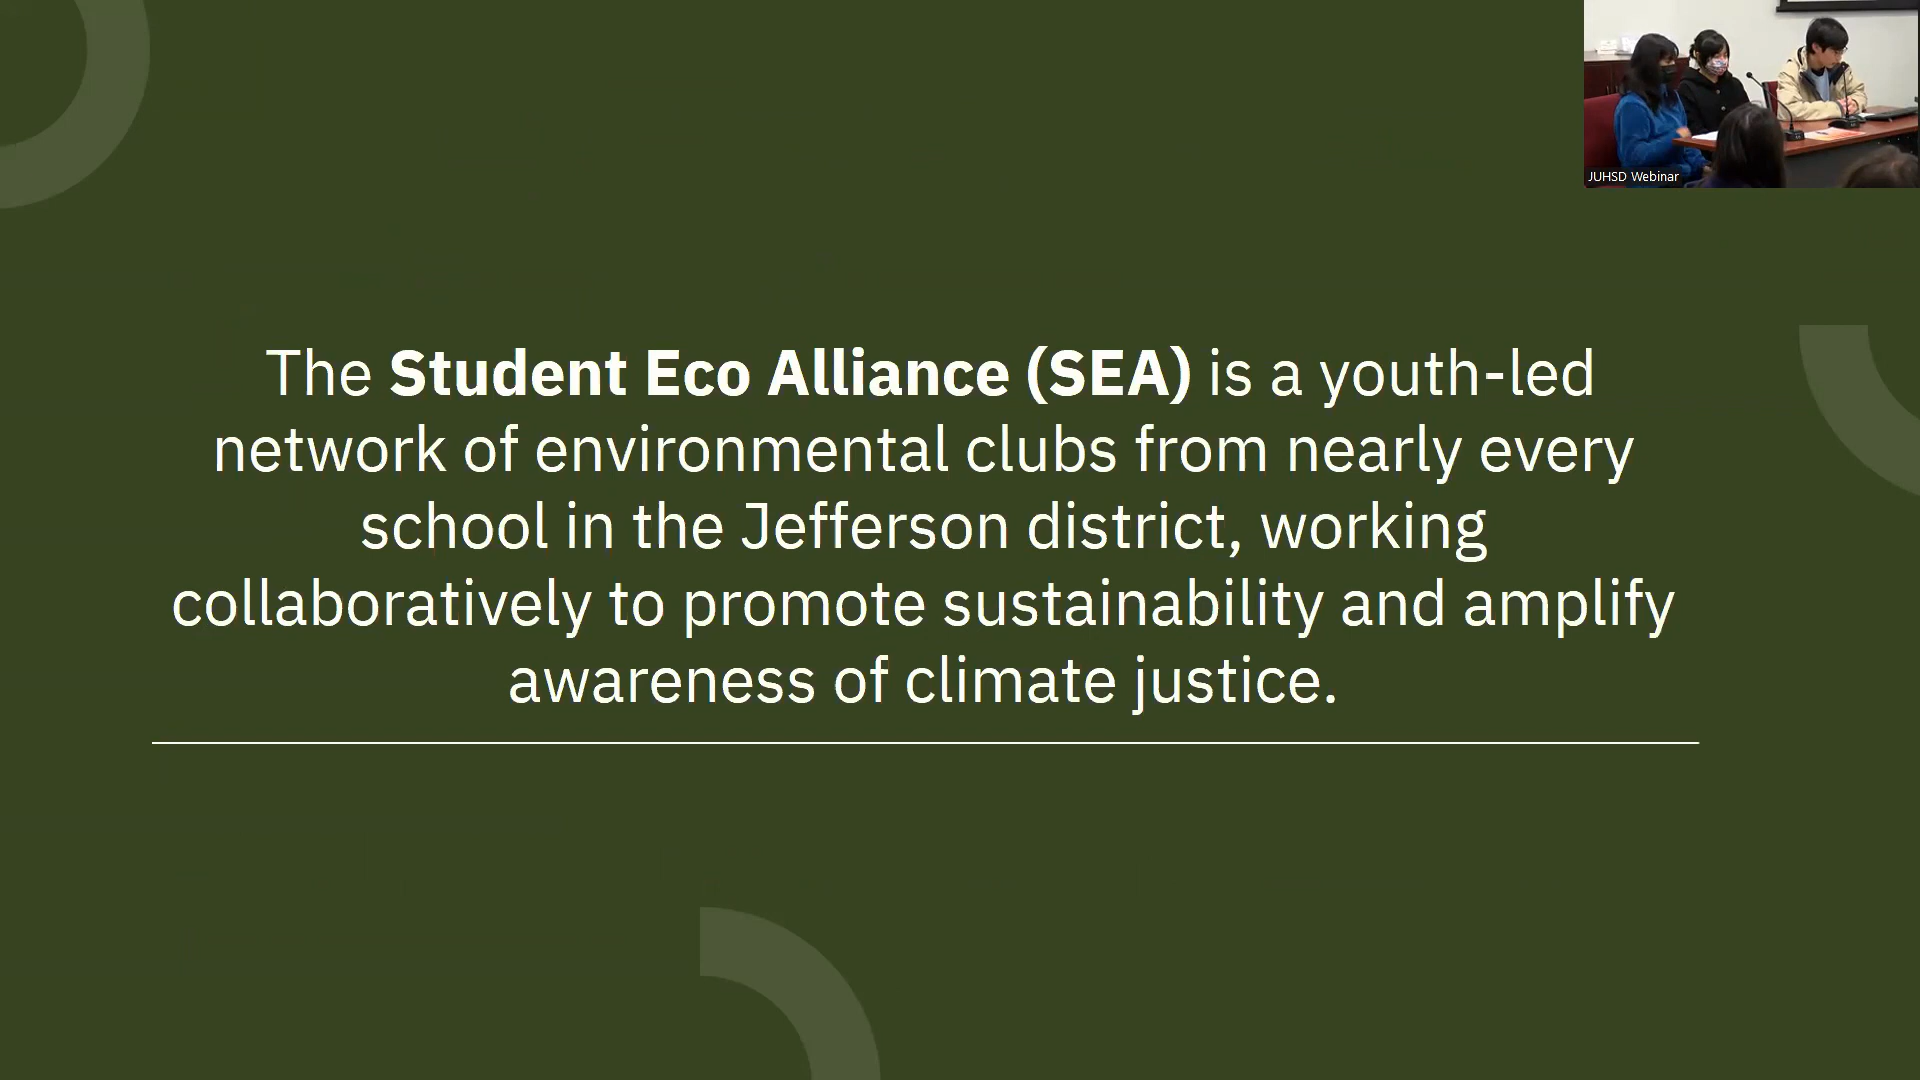 The Student Eco Alliance (SEA) is a youth-led
network of environmental clubs from nearly every
school in the Jefferson district, working
collaboratively to promote sustainability and amplify
awareness of climate justice.
JUHSD Webinar